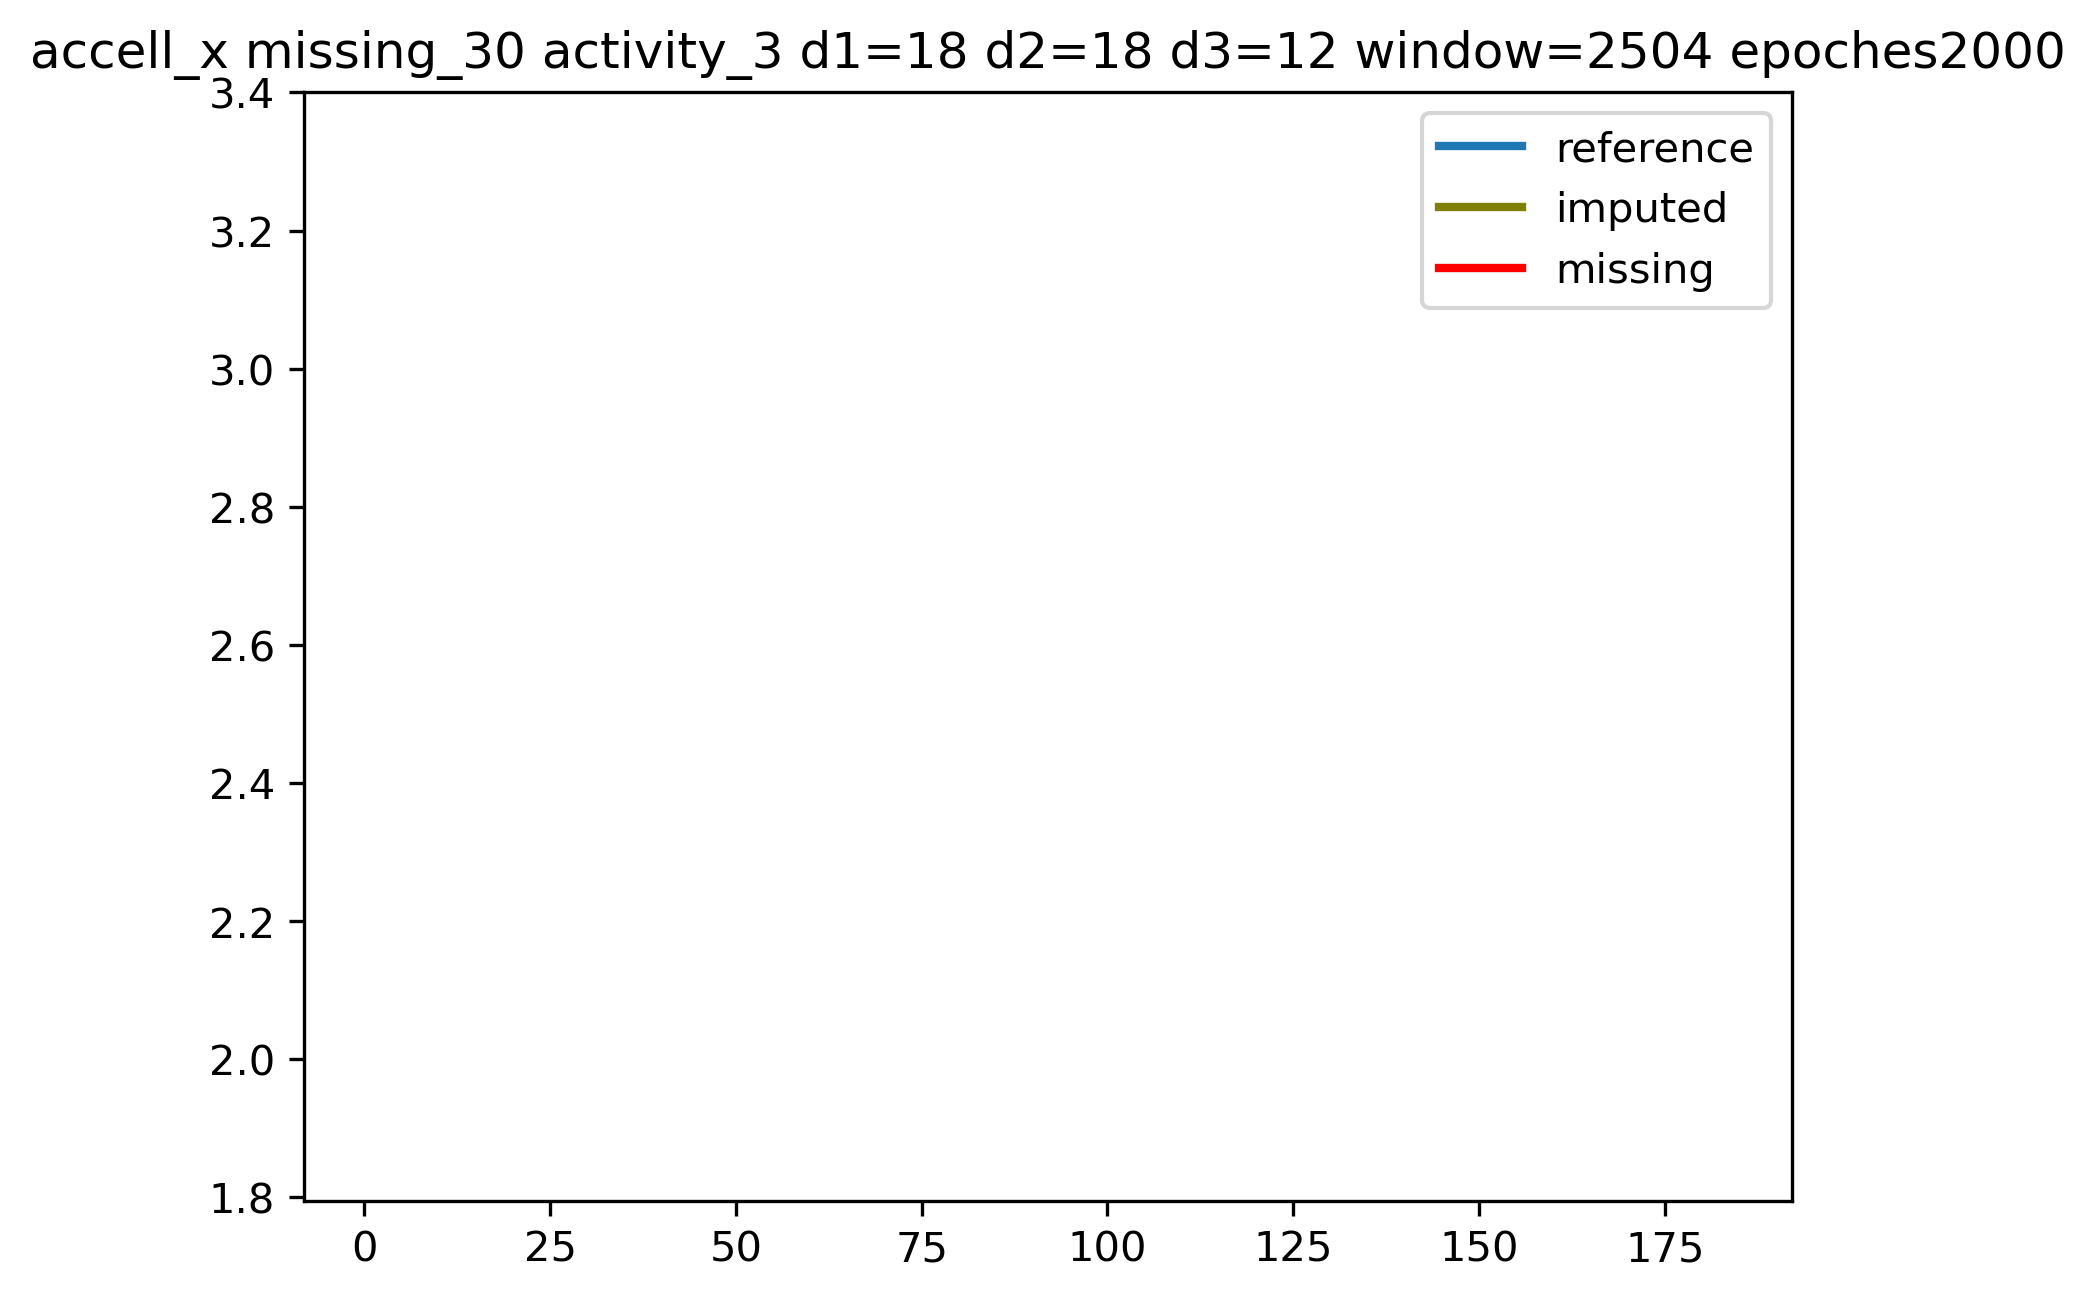 accell_x missing_30 activity_3 d1=18 d2=18 d3=12 window=2504 epoches2000
3.4
3.2
3.0
2.8
2.6
2.4
2.2
2.0
1.8
reference
imputed
missing
0 25 50 75 100 125 150 175